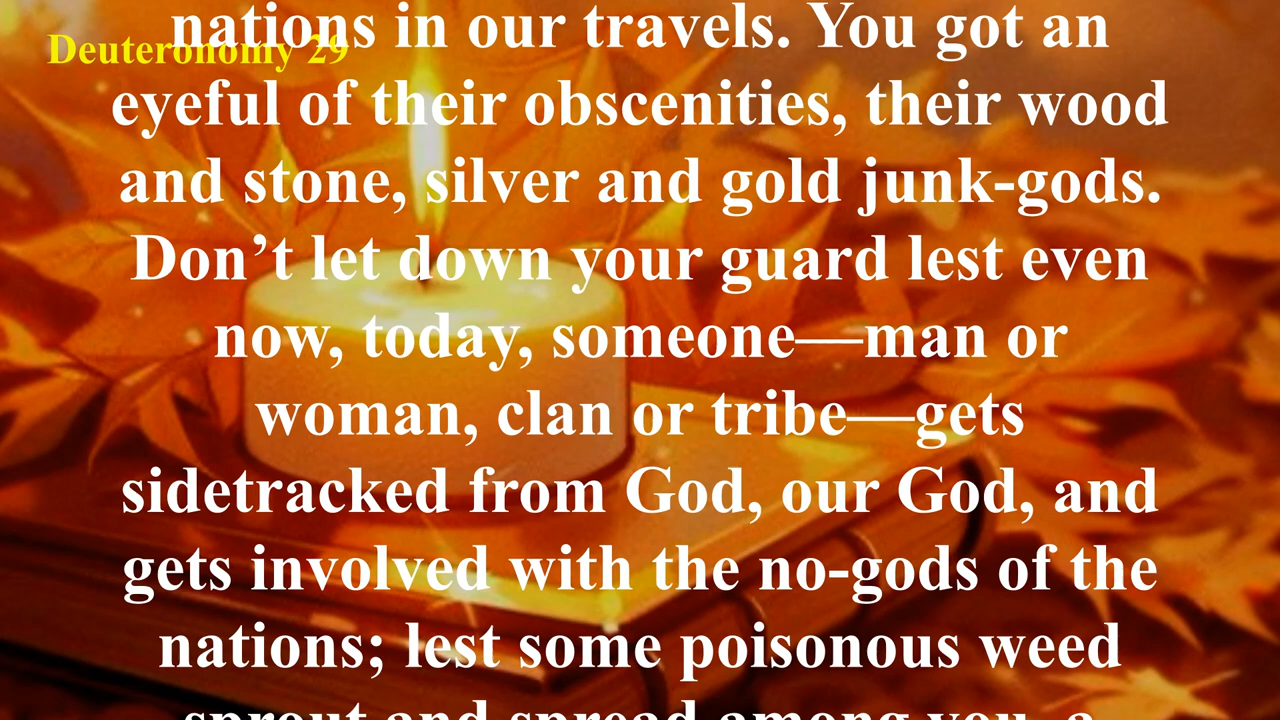 nations in our travels. You got an
Deuteronomy 29
eyeful of their obscenities, their wood
and stone, silver and gold junk-gods.
Don’t let down your guard lest even
now, today, someone—man or
woman, clan or tribe—gets
sidetracked from God, our God, and
gets involved with the no-gods of the
nations; lest some poisonous weed
sprout and spread among you, a